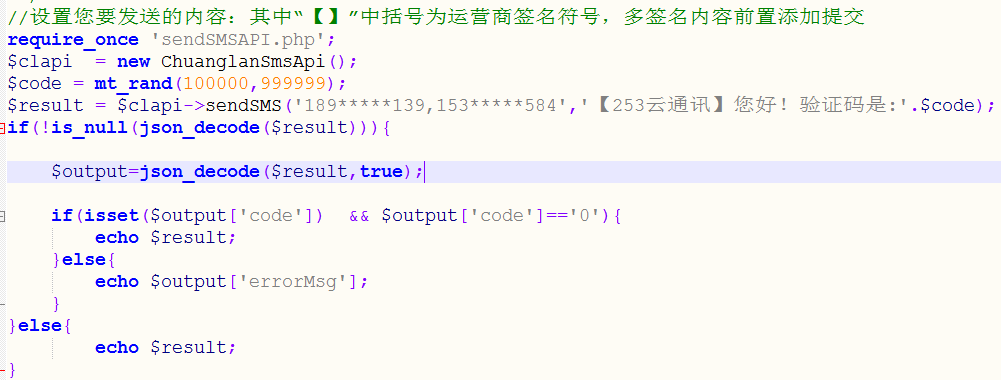 //设置您要发送的内容：其中“【】”中括号为运营商签名符号，多签名内容前置添加提交
require_once 'sendSMSAPI.php';
$clapi  = new ChuanglanSmsApi();
$code = mt_rand(100000,999999);
$result = $clapi->sendSMS('189*****139,153*****584','【253云通讯】您好！验证码是:'.$code);
if(!is_null(json_decode($result))){
    $output=json_decode($result,true);
    if(isset($output['code'])  && $output['code']=='0'){
        echo $result;
    }else{
        echo $output['errorMsg'];
    }
}else{
        echo $result;
}